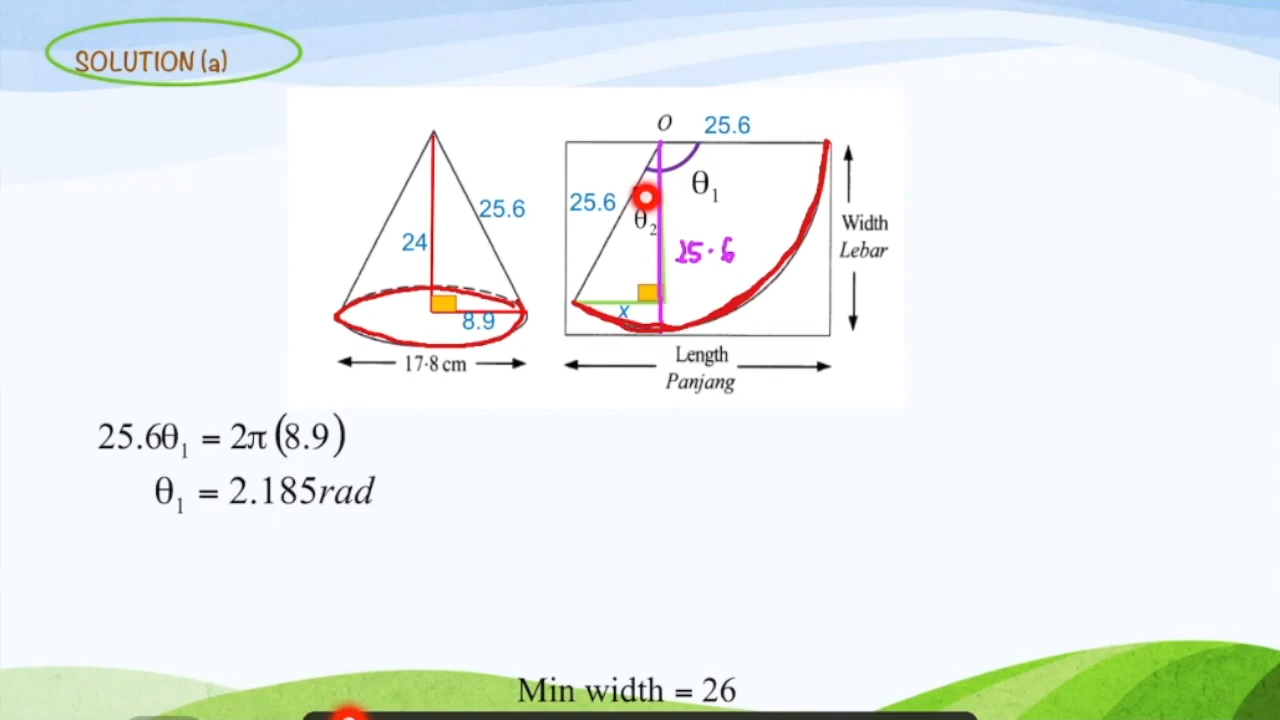 SOLUTION (a)
O 25.6
θ₁
25.6
25.6
θ₂
24
25.6
8.9
x
17·8 cm
Width
Lebar
Length
Panjang
25.6θ₁ = 2π(8.9)
θ₁ = 2.185rad
Min width = 26